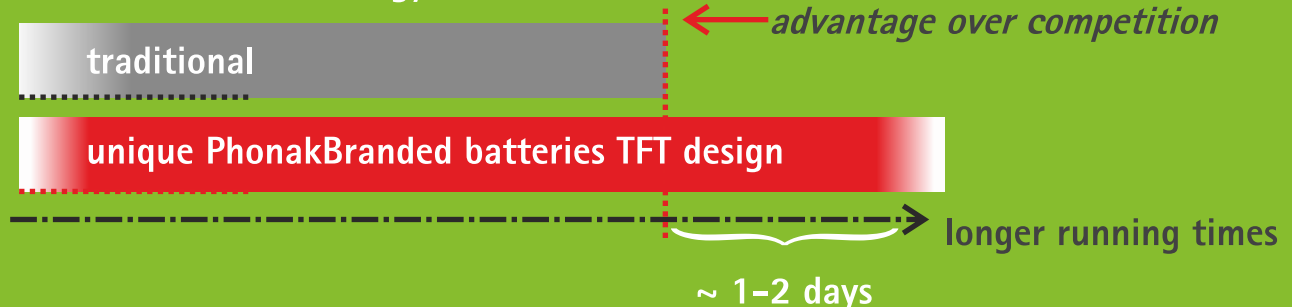 advantage over competition
traditional
unique PhonakBranded batteries TFT design
longer running times
~ 1-2 days